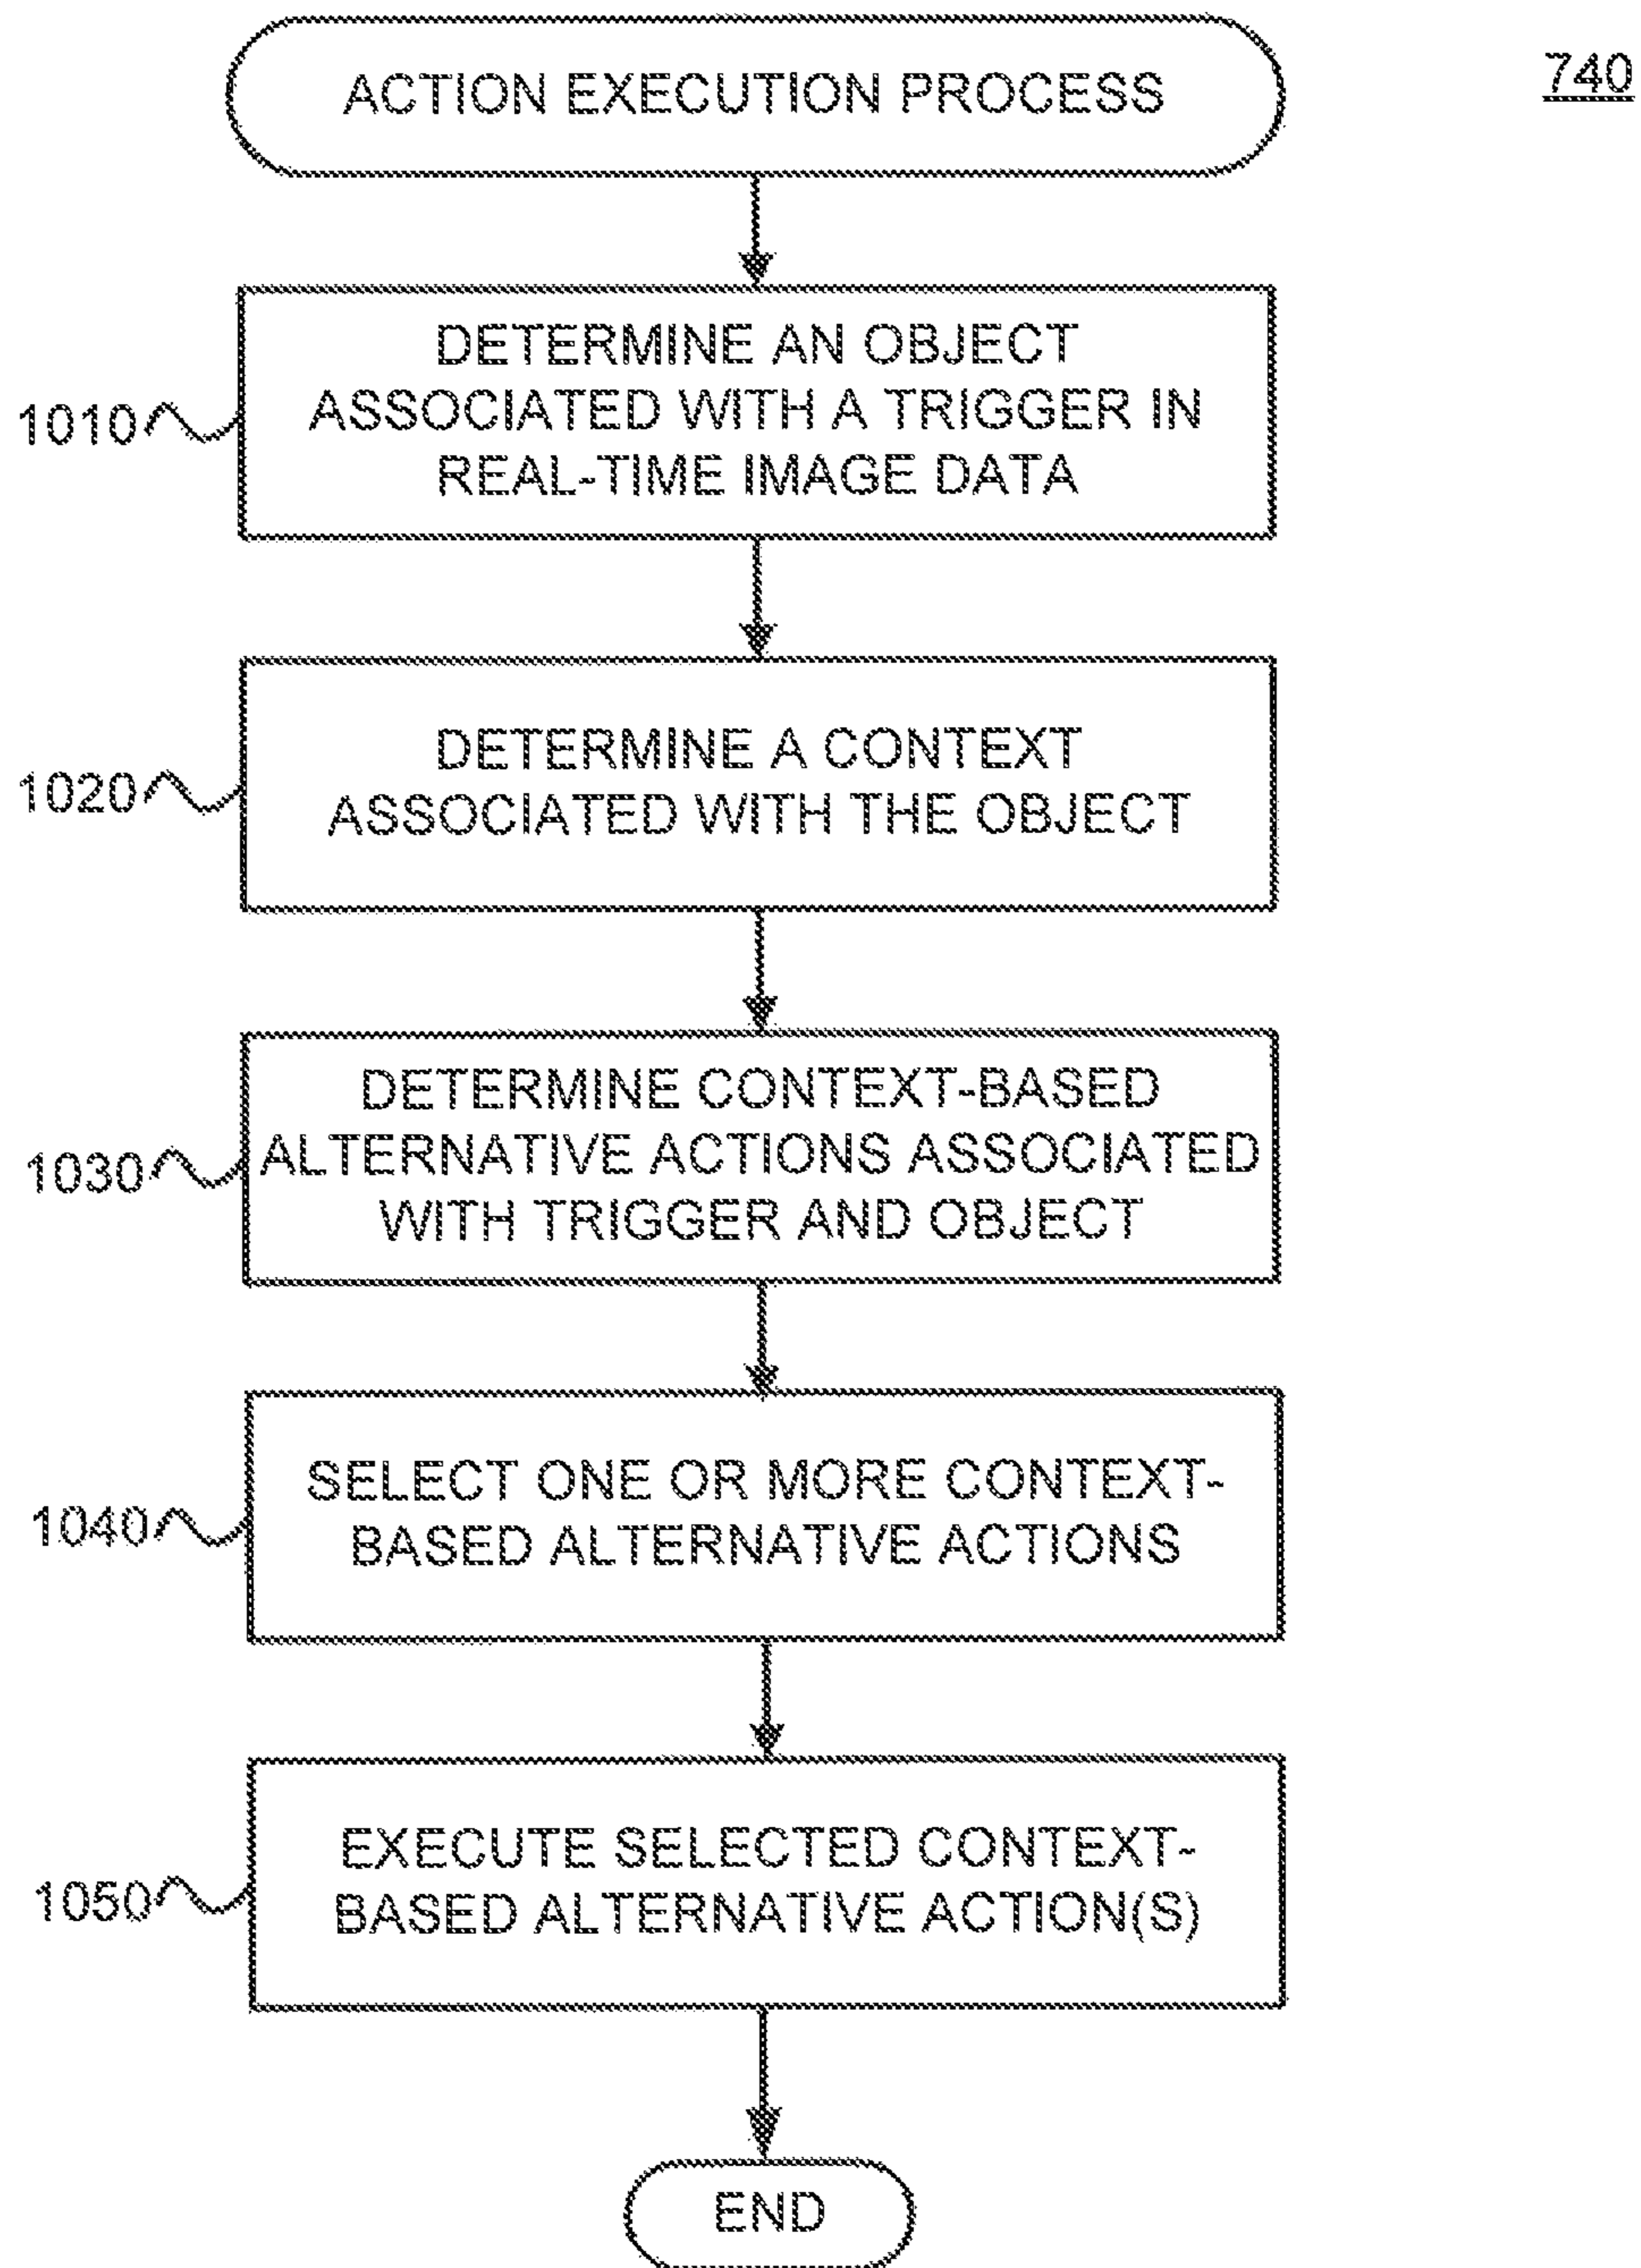 ACTION EXECUTION PROCESS
740
DETERMINE AN OBJECT
ASSOCIATED WITH A TRIGGER IN
REAL-TIME IMAGE DATA
1010
DETERMINE A CONTEXT
ASSOCIATED WITH THE OBJECT
1020
DETERMINE CONTEXT-BASED
ALTERNATIVE ACTIONS ASSOCIATED
WITH TRIGGER AND OBJECT
1030
SELECT ONE OR MORE CONTEXT-
BASED ALTERNATIVE ACTIONS
1040
EXECUTE SELECTED CONTEXT-
BASED ALTERNATIVE ACTION(S)
1050
END